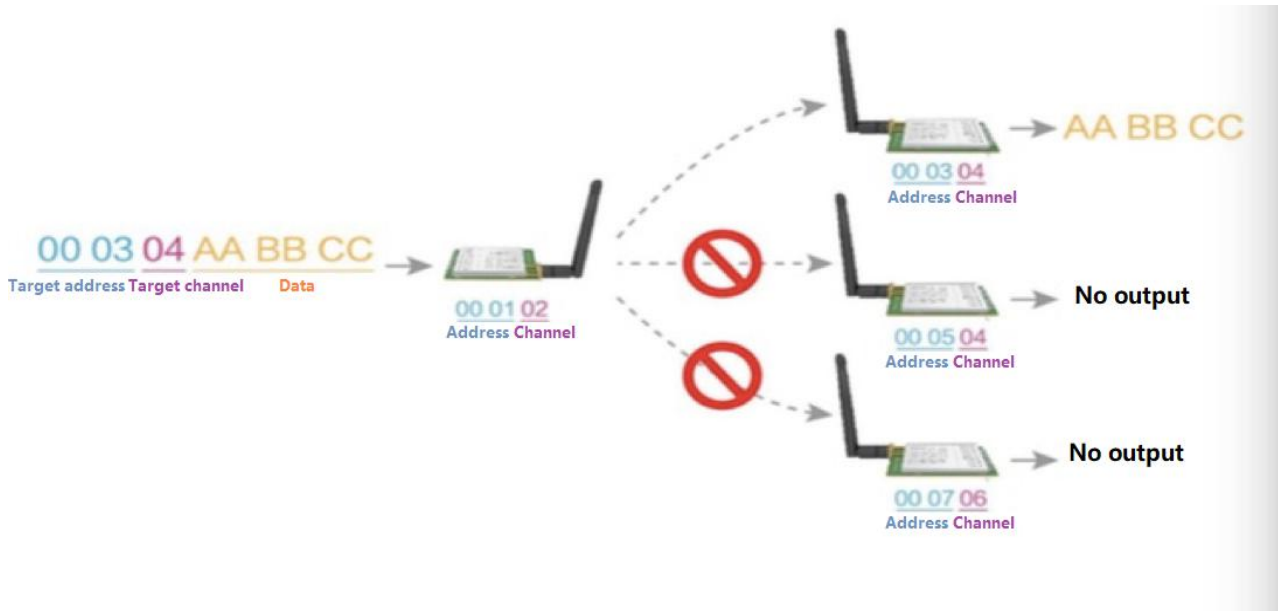 00 03 04 AA BB CC
Target address Target channel Data
00 01 02
Address Channel
AA BB CC
00 03 04
Address Channel
No output
00 05 04
Address Channel
No output
00 07 06
Address Channel